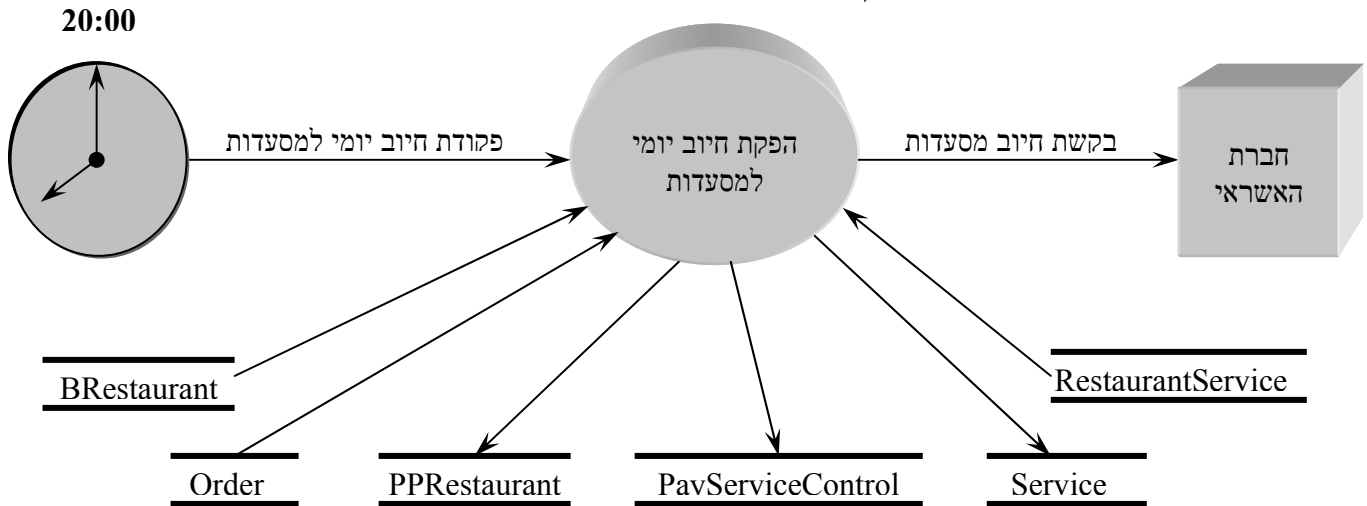 20:00
פקודת חיוב יומי למסעדות
הפקת חיוב יומי
למסעדות
בקשת חיוב מסעדות
חברת
האשראי
BRestaurant
RestaurantService
Order
PPRestaurant
PavServiceControl
Service